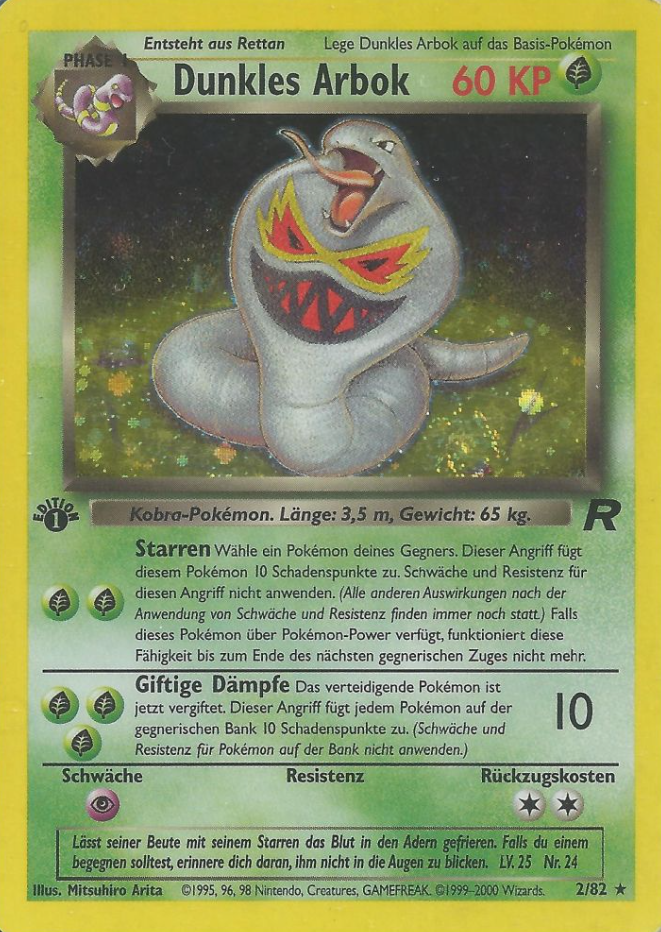 Entsteht aus Rettan Lege Dunkles Arbok auf das Basis-Pokémon
PHASE 1
Dunkles Arbok 60 KP
EDITION
1
Kobra-Pokémon. Länge: 3,5 m, Gewicht: 65 kg.
R
Starren Wähle ein Pokémon deines Gegners. Dieser Angriff fügt
diesem Pokémon 10 Schadenspunkte zu. Schwäche und Resistenz für
diesen Angriff nicht anwenden. (Alle anderen Auswirkungen nach der
Anwendung von Schwäche und Resistenz finden immer noch statt.) Falls
dieses Pokémon über Pokémon-Power verfügt, funktioniert diese
Fähigkeit bis zum Ende des nächsten gegnerischen Zuges nicht mehr.
Giftige Dämpfe Das verteidigende Pokémon ist
jetzt vergiftet. Dieser Angriff fügt jedem Pokémon auf der
gegnerischen Bank 10 Schadenspunkte zu. (Schwäche und
Resistenz für Pokémon auf der Bank nicht anwenden.)
10
Schwäche Resistenz Rückzugskosten
Lässt seiner Beute mit seinem Starren das Blut in den Adern gefrieren. Falls du einem
begegnen solltest, erinnere dich daran, ihm nicht in die Augen zu blicken. LV. 25 Nr. 24
Illus. Mitsuhiro Arita ©1995, 96, 98 Nintendo, Creatures, GAMEFREAK. ©1999-2000 Wizards. 2/82 ★